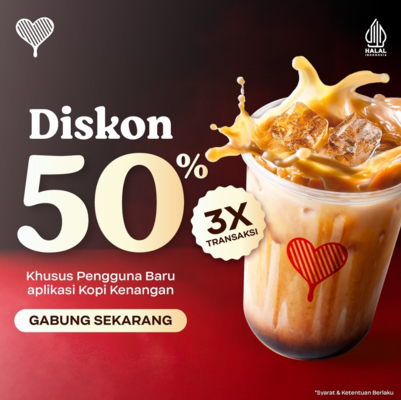 HALAL
INDONESIA
Diskon
50%
3X
TRANSAKSI
Khusus Pengguna Baru
aplikasi Kopi Kenangan
GABUNG SEKARANG
*Syarat & Ketentuan Berlaku